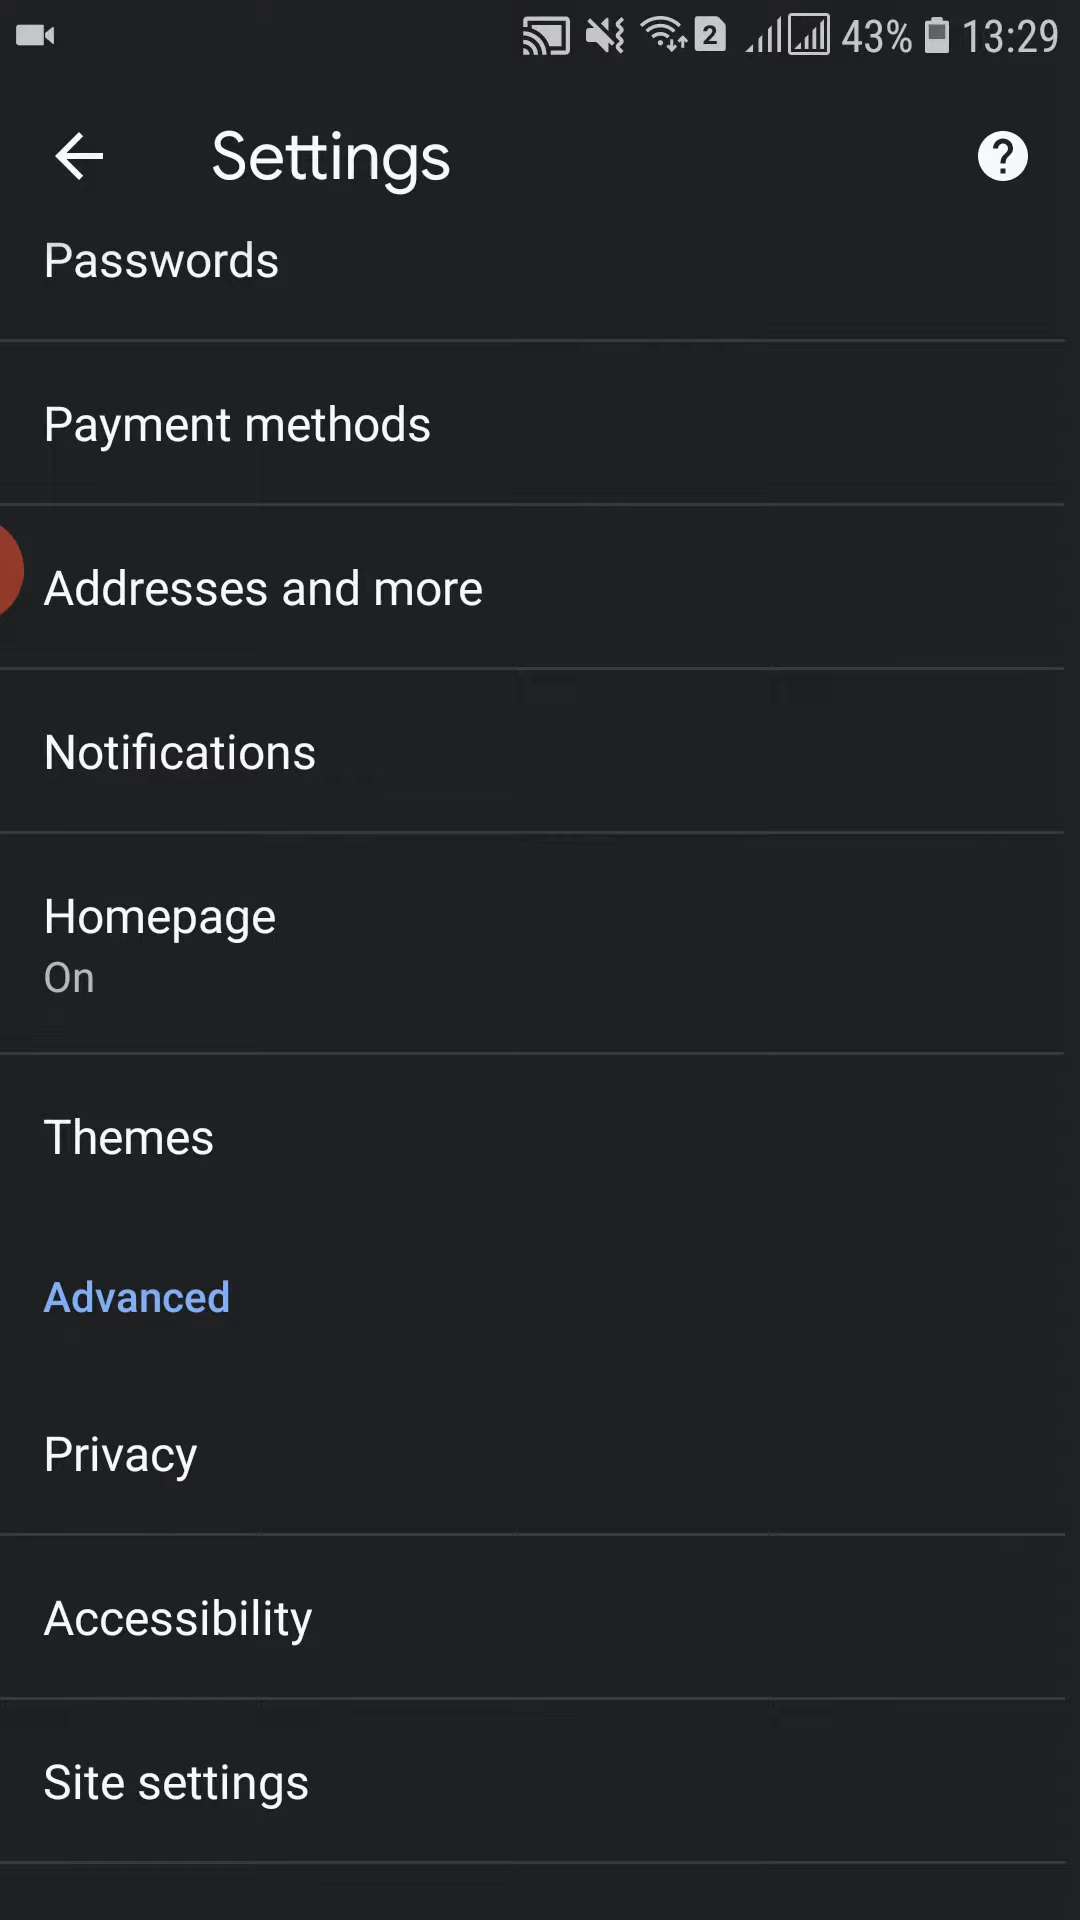 2 43% 13:29
Settings
Passwords
Payment methods
Addresses and more
Notifications
Homepage
On
Themes
Advanced
Privacy
Accessibility
Site settings